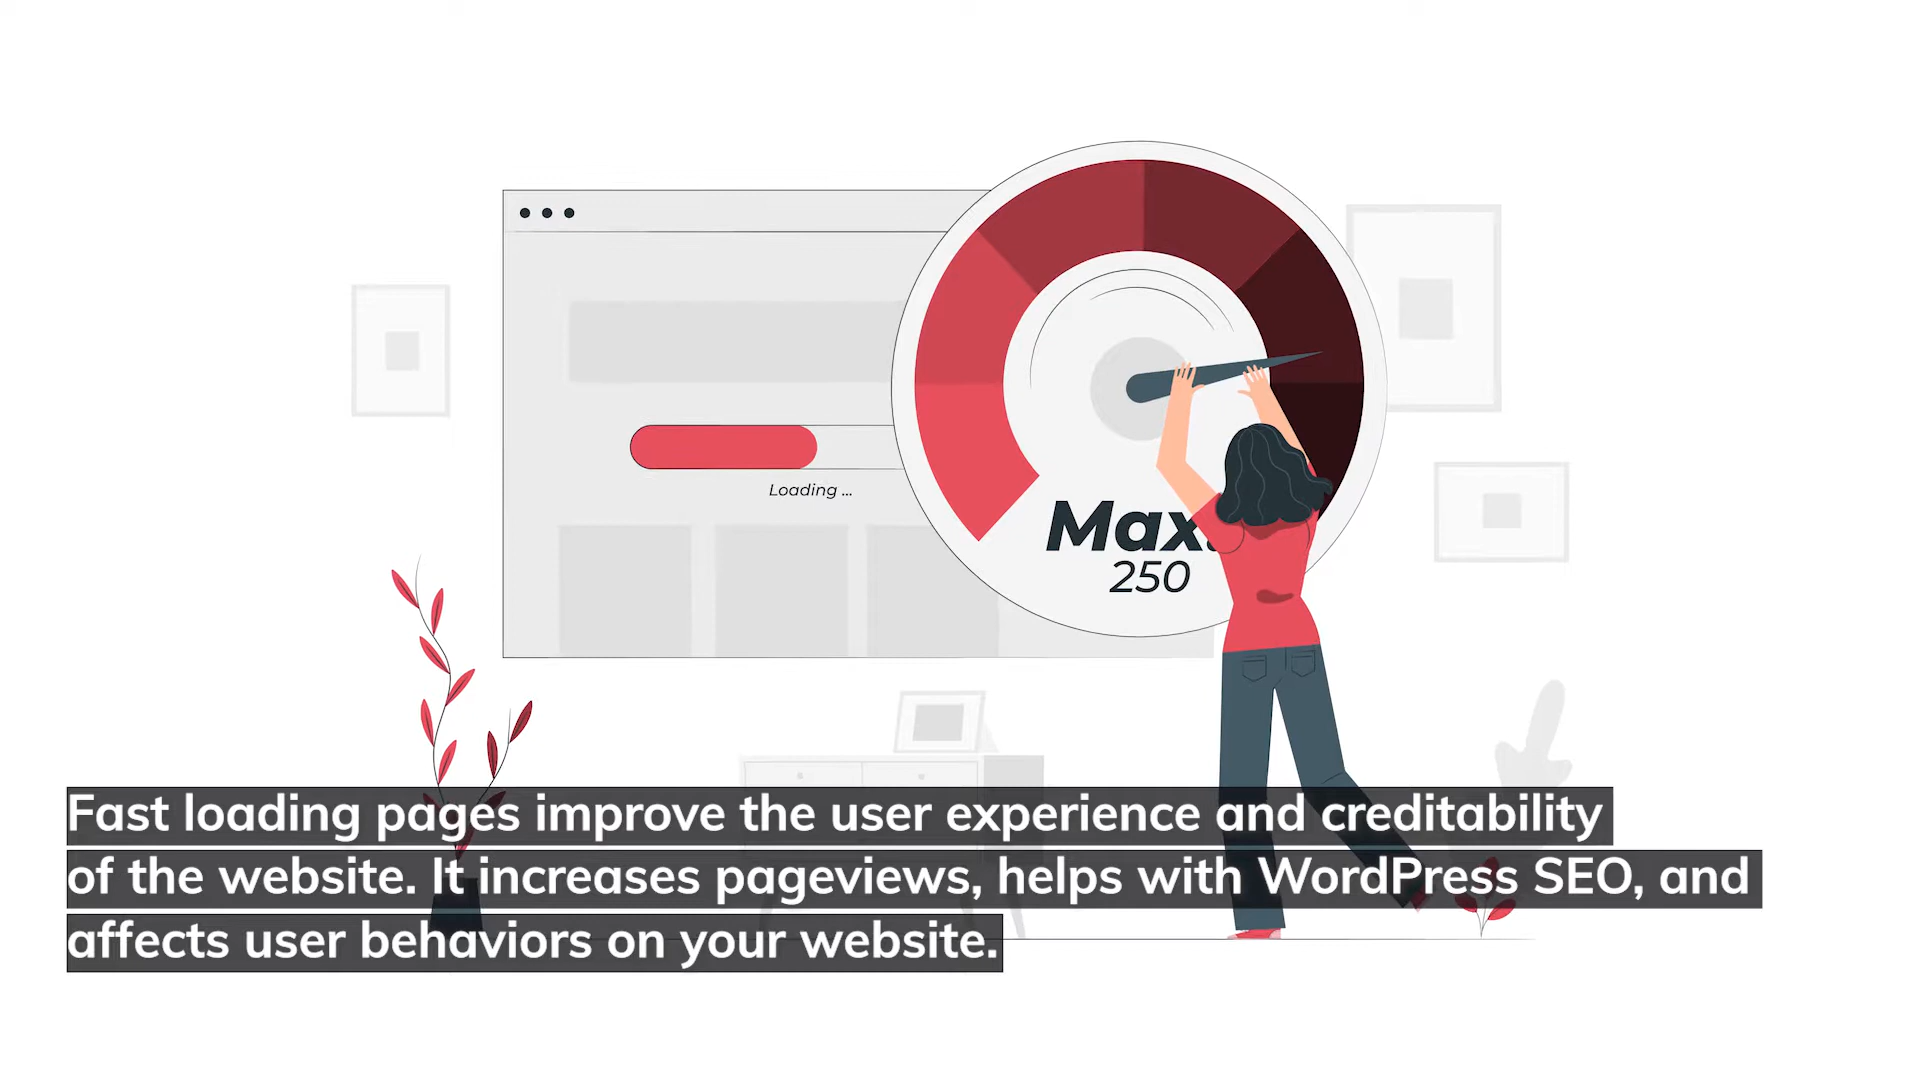 Loading ...
Max.
250
Fast loading pages improve the user experience and creditability
of the website. It increases pageviews, helps with WordPress SEO, and
affects user behaviors on your website.